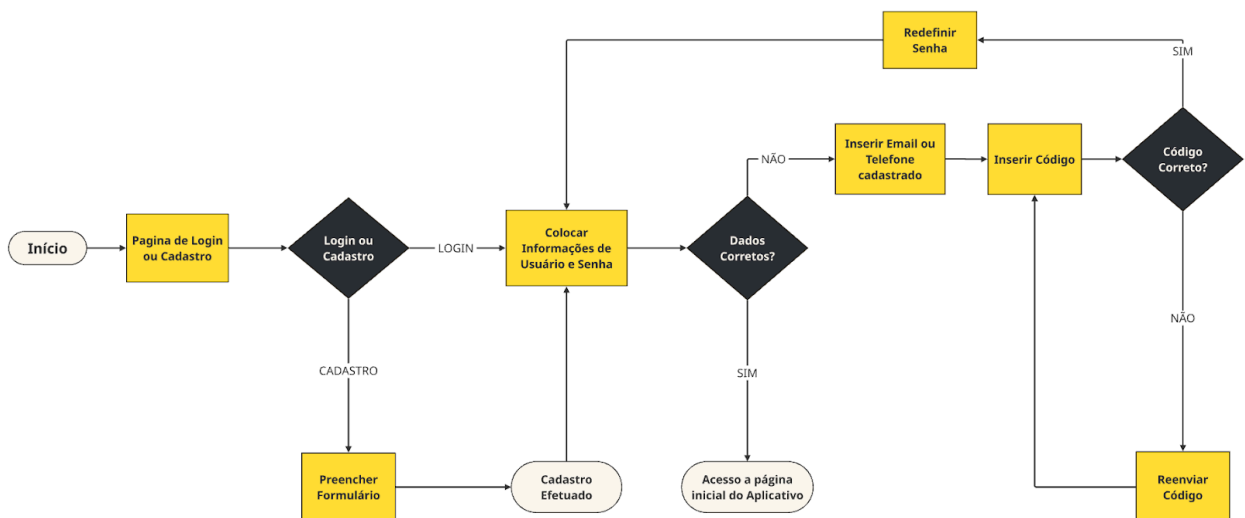 Início
Pagina de Login
ou Cadastro
Login ou
Cadastro
LOGIN
CADASTRO
Preencher
Formulário
Cadastro
Efetuado
Colocar
Informações de
Usuário e Senha
Dados
Corretos?
SIM
Acesso a página
inicial do Aplicativo
NÃO
Inserir Email ou
Telefone
cadastrado
Inserir Código
Código
Correto?
SIM
Redefinir
Senha
NÃO
Reenviar
Código